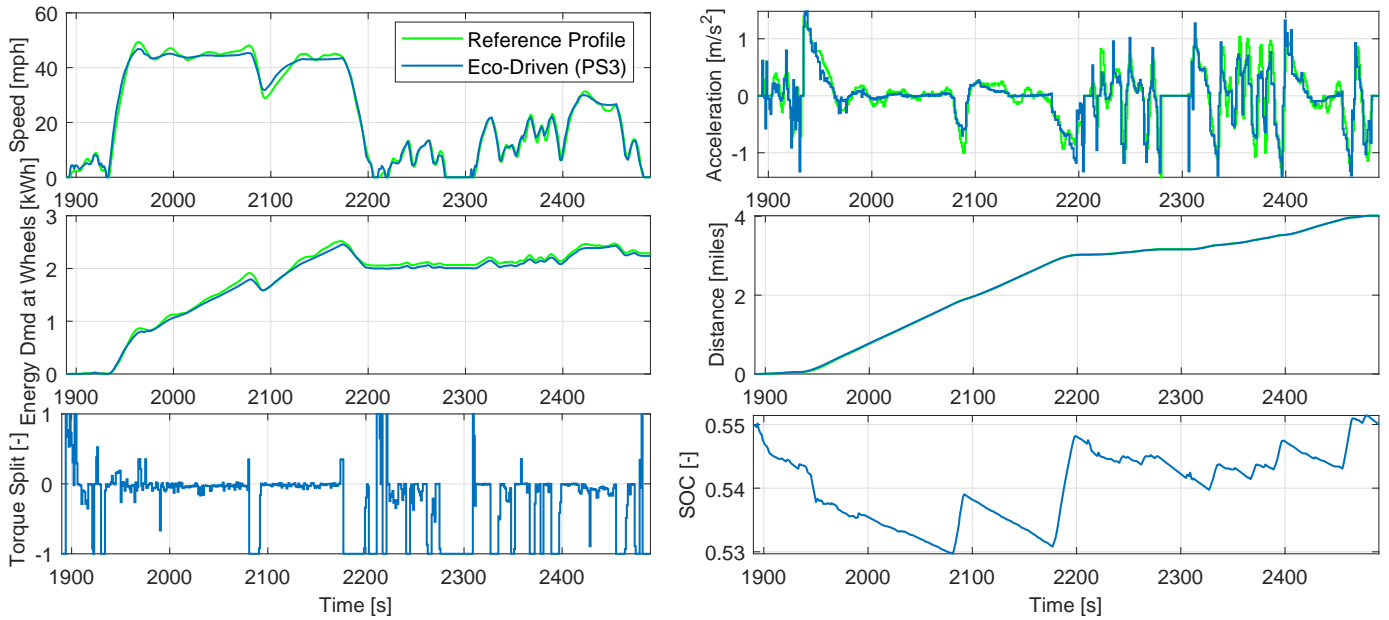 60
40
20
0
Speed [mph]
Reference Profile
Eco-Driven (PS3)
1900 2000 2100 2200 2300 2400
1
0
-1
Acceleration [m/s²]
1900 2000 2100 2200 2300 2400
3
2
1
0
Energy Dmd at Wheels [kWh]
1900 2000 2100 2200 2300 2400
4
2
0
Distance [miles]
1900 2000 2100 2200 2300 2400
1
0
-1
Torque Split [-]
1900 2000 2100 2200 2300 2400
Time [s]
0.55
0.54
0.53
SOC [-]
1900 2000 2100 2200 2300 2400
Time [s]